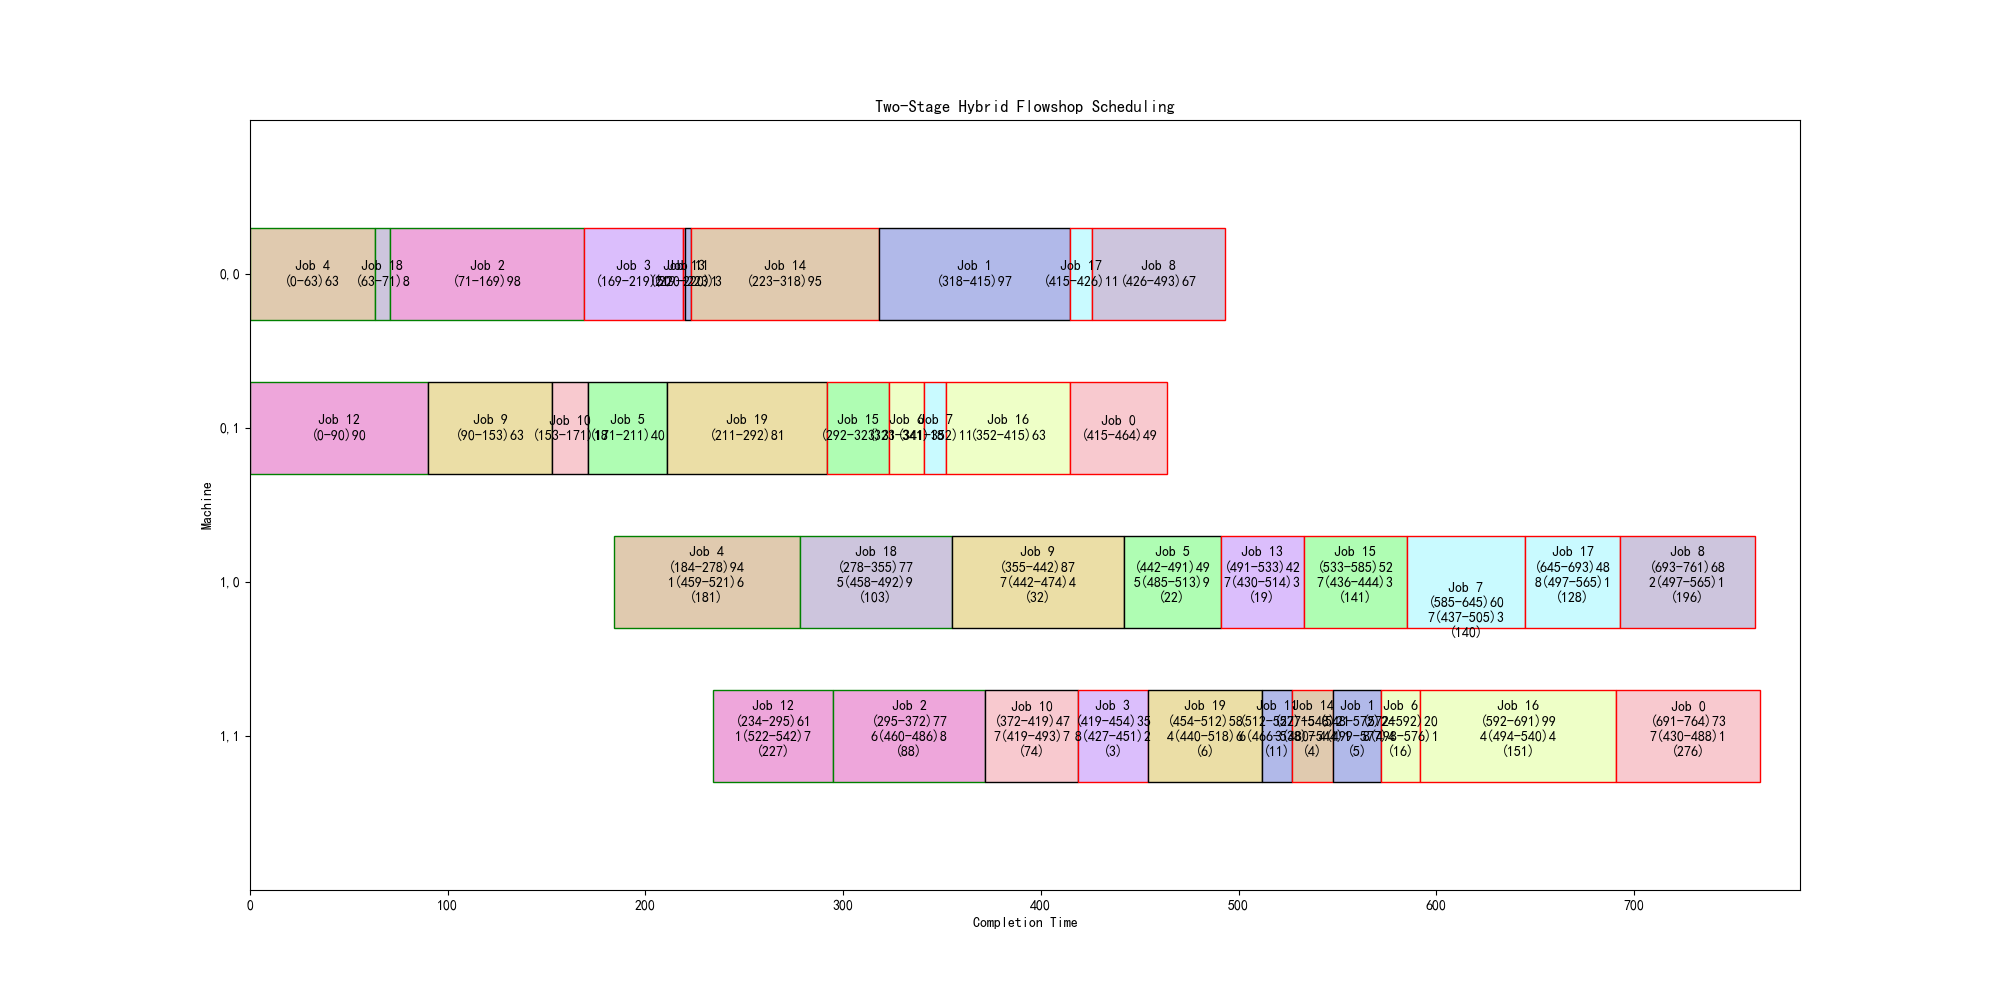 Two-Stage Hybrid Flowshop Scheduling
0,0
Job 4
(0-63)63
Job 18
(63-71)8
Job 2
(71-169)98
Job 3
(169-219)50
Job 13
Job 11
Job 14
(223-318)95
Job 1
(318-415)97
Job 17
(415-426)11
Job 8
(426-493)67
0,1
Job 12
(0-90)90
Job 9
(90-153)63
Job 10
(153-171)18
Job 5
(171-211)40
Job 19
(211-292)81
Job 15
(292-323)31
Job 6
(323-341)18
Job 7
(341-352)11
Job 16
(352-415)63
Job 0
(415-464)49
Machine
1,0
Job 4
(184-278)94
1(459-521)6
(181)
Job 18
(278-355)77
5(458-492)9
(103)
Job 9
(355-442)87
7(442-474)4
(32)
Job 5
(442-491)49
5(485-513)9
(22)
Job 13
(491-533)42
7(430-514)3
(19)
Job 15
(533-585)52
7(436-444)3
(141)
Job 7
(585-645)60
7(437-505)3
(140)
Job 17
(645-693)48
8(497-565)1
(128)
Job 8
(693-761)68
2(497-565)1
(196)
1,1
Job 12
(234-295)61
1(522-542)7
(227)
Job 2
(295-372)77
6(460-486)8
(88)
Job 10
(372-419)47
7(419-493)7
(74)
Job 3
(419-454)35
8(427-451)2
(3)
Job 19
(454-512)58
4(440-518)6
(6)
Job 11
(11)
Job 14
(4)
Job 1
(5)
Job 6
(572-592)20
(16)
Job 16
(592-691)99
4(494-540)4
(151)
Job 0
(691-764)73
7(430-488)1
(276)
0
100
200
300
400
500
600
700
Completion Time